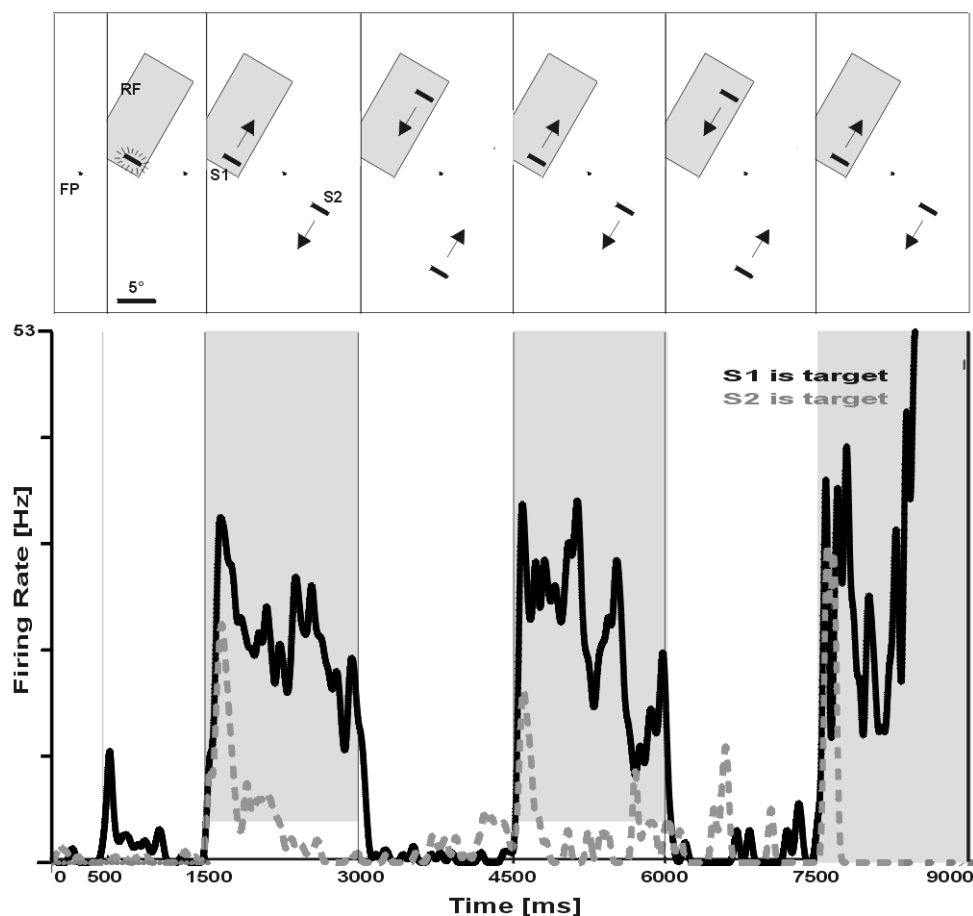 RF
FP
S1
S2
5°
53
S1 is target
S2 is target
Firing Rate [Hz]
0 500 1500 3000 4500 6000 7500 9000
Time [ms]